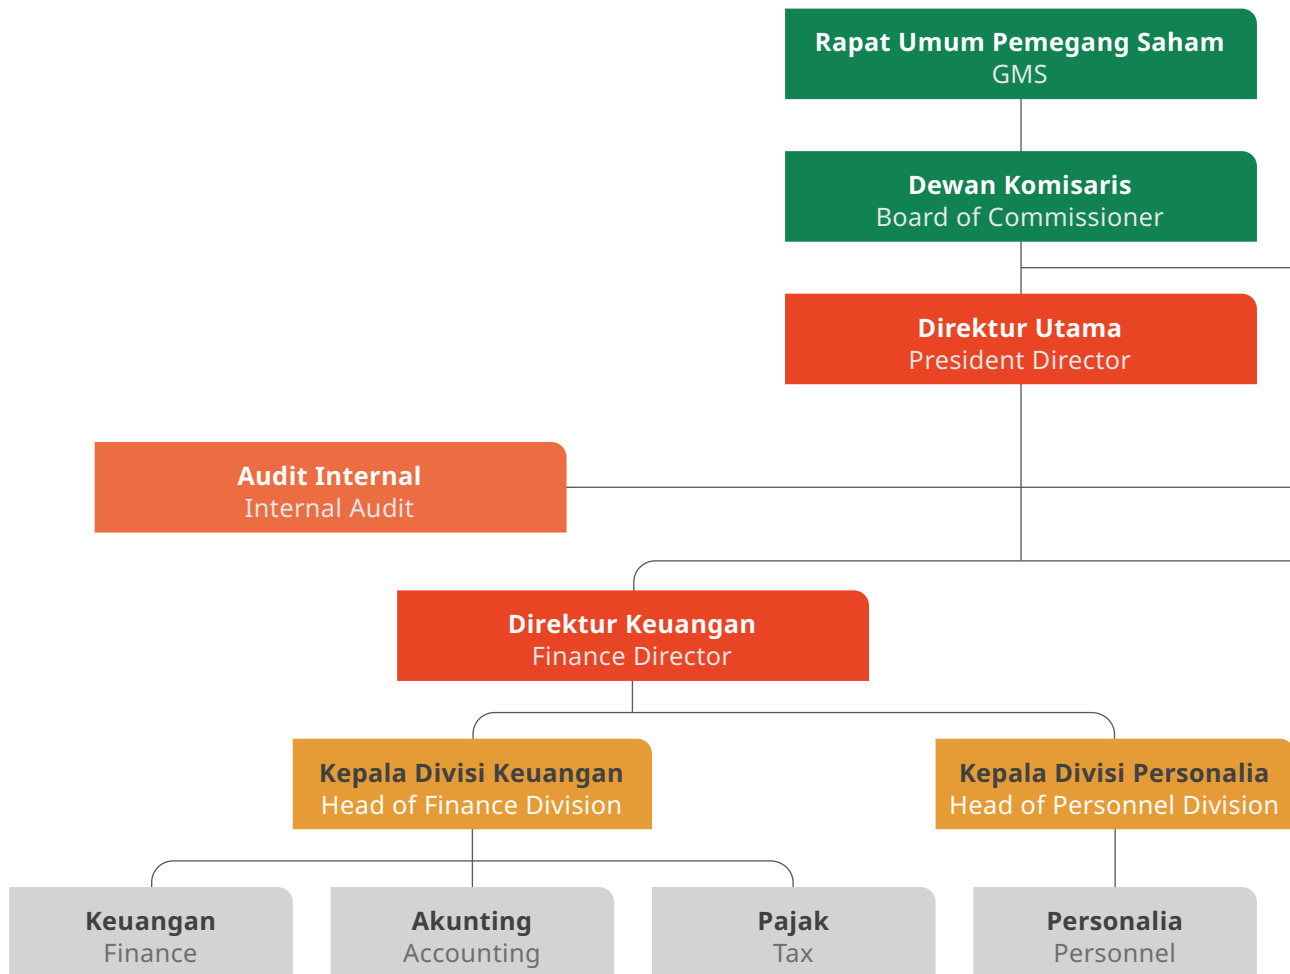 Rapat Umum Pemegang Saham
GMS
Dewan Komisaris
Board of Commissioner
Direktur Utama
President Director
Audit Internal
Internal Audit
Direktur Keuangan
Finance Director
Kepala Divisi Keuangan
Head of Finance Division
Kepala Divisi Personalia
Head of Personnel Division
Keuangan
Finance
Akunting
Accounting
Pajak
Tax
Personalia
Personnel